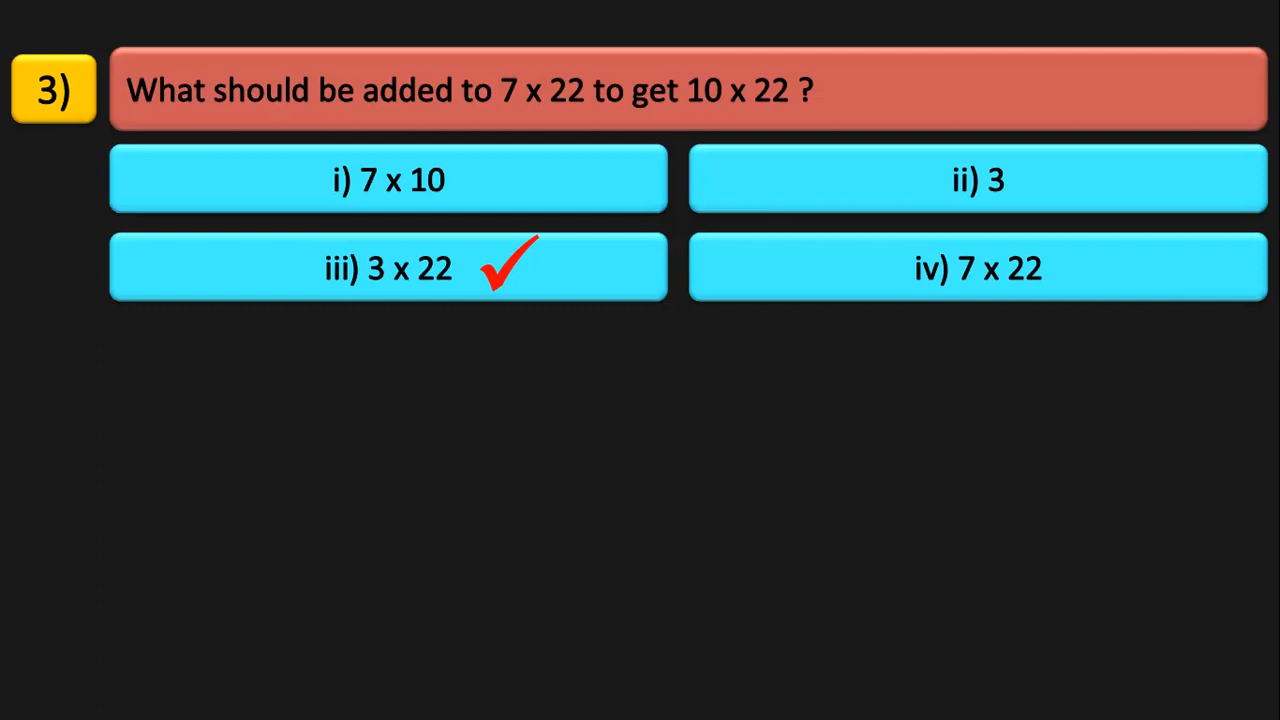 3) What should be added to 7 x 22 to get 10 x 22 ?
i) 7 x 10
ii) 3
iii) 3 x 22
iv) 7 x 22